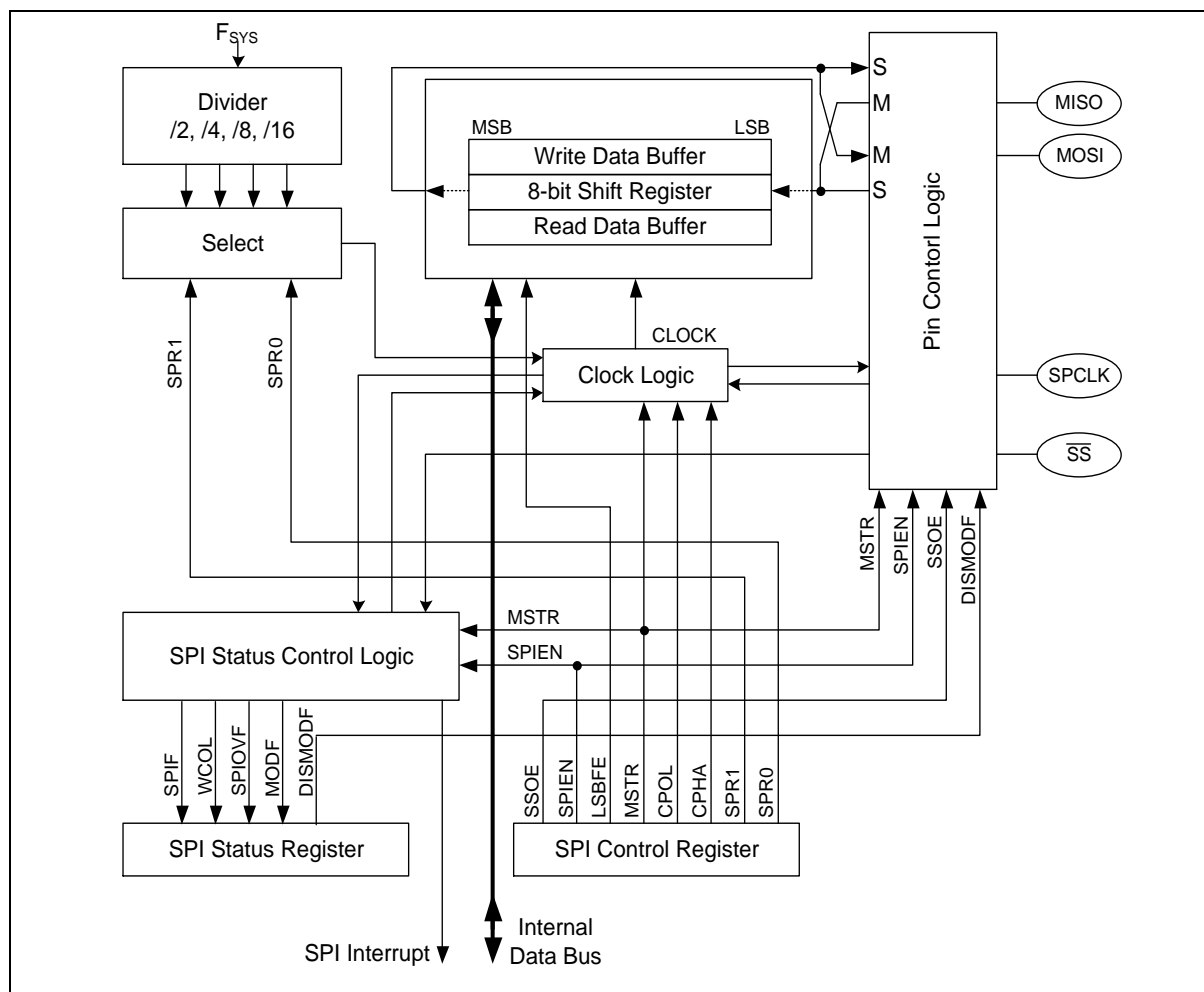 FSYS
Divider
/2, /4, /8, /16
Select
SPR1
SPR0
MSB LSB
Write Data Buffer
8-bit Shift Register
Read Data Buffer
CLOCK
Clock Logic
S
M
M
S
Pin Contorl Logic
MISO
MOSI
SPCLK
SS
MSTR
SPIEN
SSOE
DISMODF
MSTR
SPIEN
SPI Status Control Logic
SPIF
WCOL
SPIOVF
MODF
DISMODF
SPI Status Register
SSOE
SPIEN
LSBFE
MSTR
CPOL
CPHA
SPR1
SPR0
SPI Control Register
SPI Interrupt
Internal
Data Bus